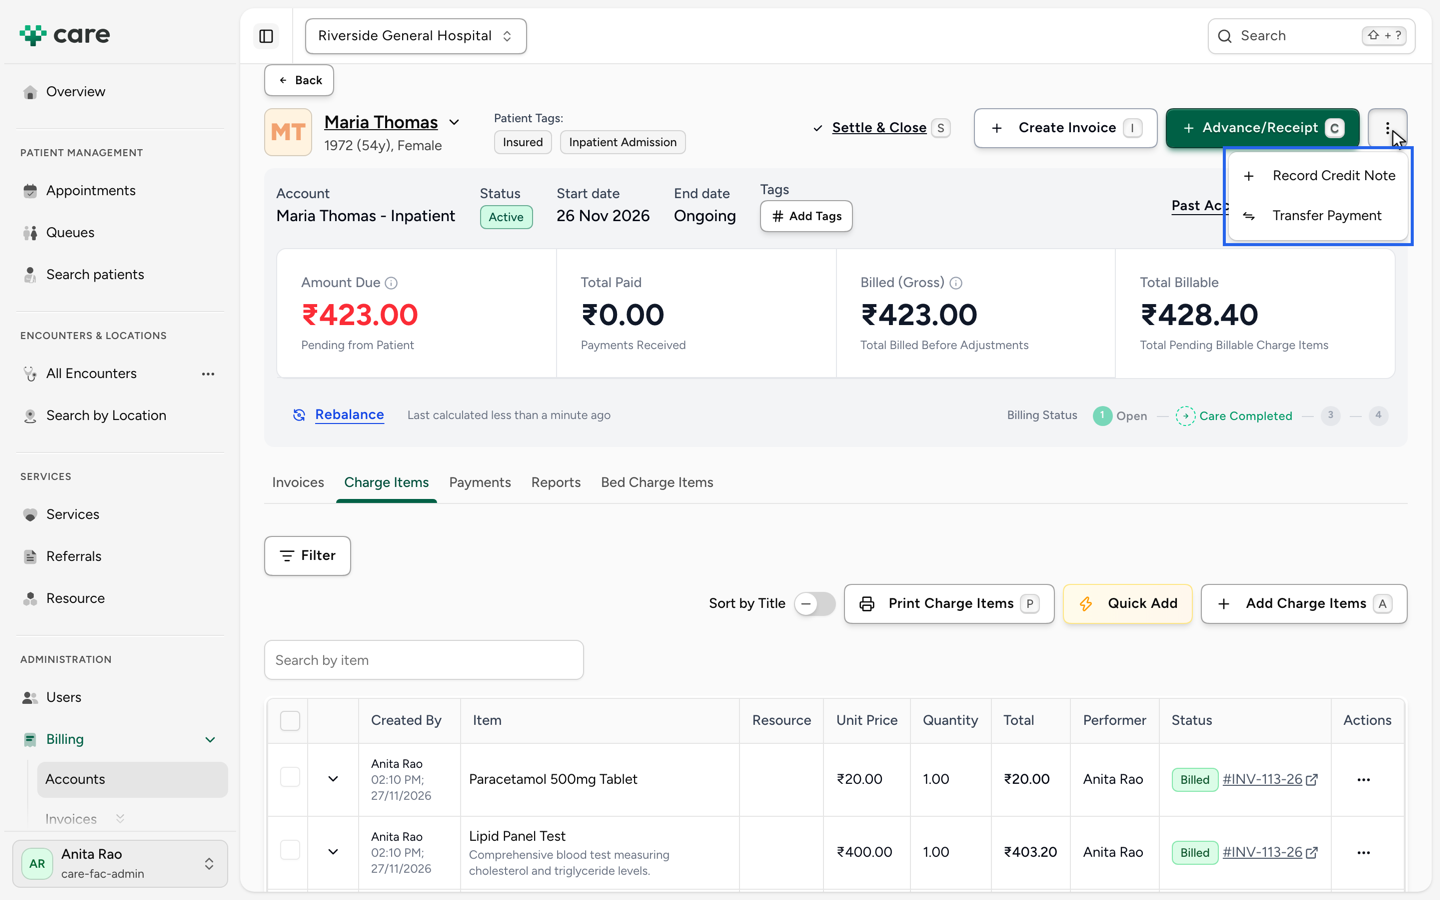 care
Riverside General Hospital
Search
⇧ + ?
Overview
PATIENT MANAGEMENT
Appointments
Queues
Search patients
ENCOUNTERS & LOCATIONS
All Encounters
Search by Location
SERVICES
Services
Referrals
Resource
ADMINISTRATION
Users
Billing
Accounts
Invoices
AR
Anita Rao
care-fac-admin
Back
MT
Maria Thomas
1972 (54y), Female
Patient Tags:
Insured
Inpatient Admission
Settle & Close S
+ Create Invoice I
+ Advance/Receipt C
+ Record Credit Note
Transfer Payment
Account
Maria Thomas - Inpatient
Status
Active
Start date
26 Nov 2026
End date
Ongoing
Tags
# Add Tags
Past Acc
Amount Due
₹423.00
Pending from Patient
Total Paid
₹0.00
Payments Received
Billed (Gross)
₹423.00
Total Billed Before Adjustments
Total Billable
₹428.40
Total Pending Billable Charge Items
Rebalance
Last calculated less than a minute ago
Billing Status 1 Open — Care Completed — 3 — 4
Invoices Charge Items Payments Reports Bed Charge Items
Filter
Sort by Title
Print Charge Items P
Quick Add
+ Add Charge Items A
Search by item
Created By Item Resource Unit Price Quantity Total Performer Status Actions
Anita Rao
02:10 PM;
27/11/2026
Paracetamol 500mg Tablet
₹20.00 1.00 ₹20.00 Anita Rao Billed #INV-113-26
Anita Rao
02:10 PM;
27/11/2026
Lipid Panel Test
Comprehensive blood test measuring
cholesterol and triglyceride levels.
₹400.00 1.00 ₹403.20 Anita Rao Billed #INV-113-26